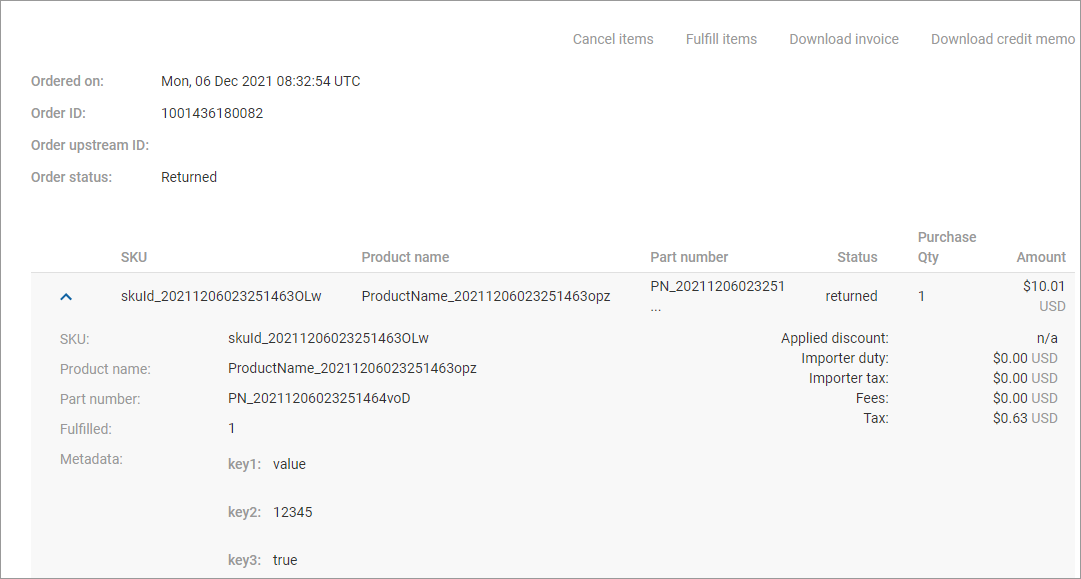 Cancel items Fulfill items Download invoice Download credit memo
Ordered on: Mon, 06 Dec 2021 08:32:54 UTC
Order ID: 1001436180082
Order upstream ID:
Order status: Returned
SKU Product name Part number Status Purchase Qty Amount
skuId_20211206023251463OLw ProductName_20211206023251463opz PN_20211206023251 ... returned 1 $10.01 USD
SKU: skuId_20211206023251463OLw
Product name: ProductName_20211206023251463opz
Part number: PN_20211206023251464voD
Fulfilled: 1
Metadata:
key1: value
key2: 12345
key3: true
Applied discount: n/a
Importer duty: $0.00 USD
Importer tax: $0.00 USD
Fees: $0.00 USD
Tax: $0.63 USD